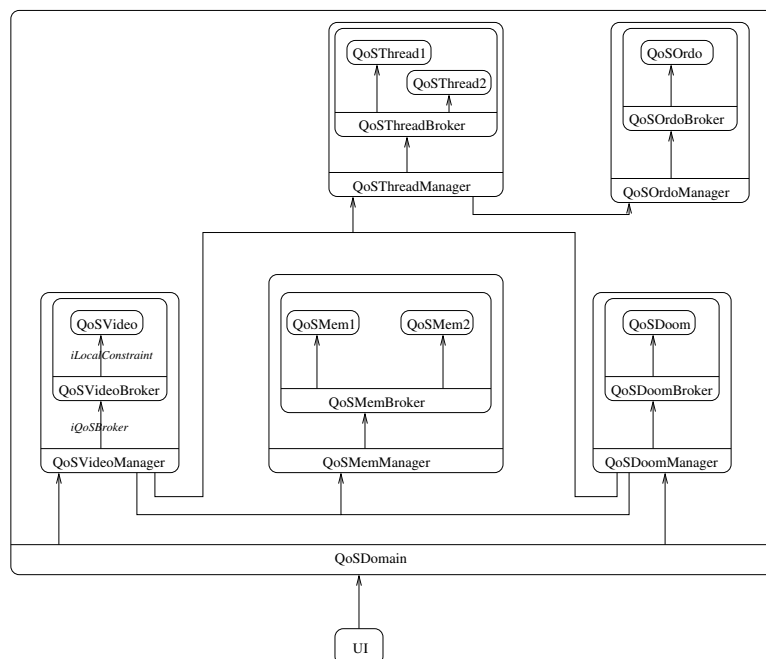 QoSThread1
QoSOrdo
QoSThread2
QoSOrdoBroker
QoSThreadBroker
QoSThreadManager
QoSOrdoManager
QoSVideo
QoSMem1
QoSMem2
QoSDoom
iLocalConstraint
QoSVideoBroker
QoSDoomBroker
QoSMemBroker
iQoSBroker
QoSVideoManager
QoSMemManager
QoSDoomManager
QoSDomain
UI